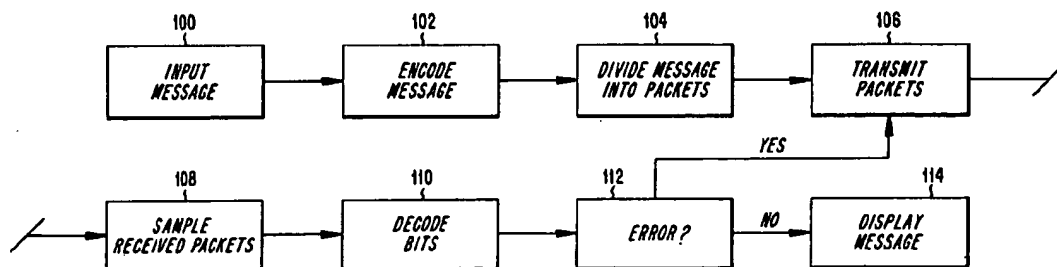 100
INPUT
MESSAGE
102
ENCODE
MESSAGE
104
DIVIDE MESSAGE
INTO PACKETS
106
TRANSMIT
PACKETS
YES
108
SAMPLE
RECEIVED PACKETS
110
DECODE
BITS
112
ERROR?
NO
114
DISPLAY
MESSAGE